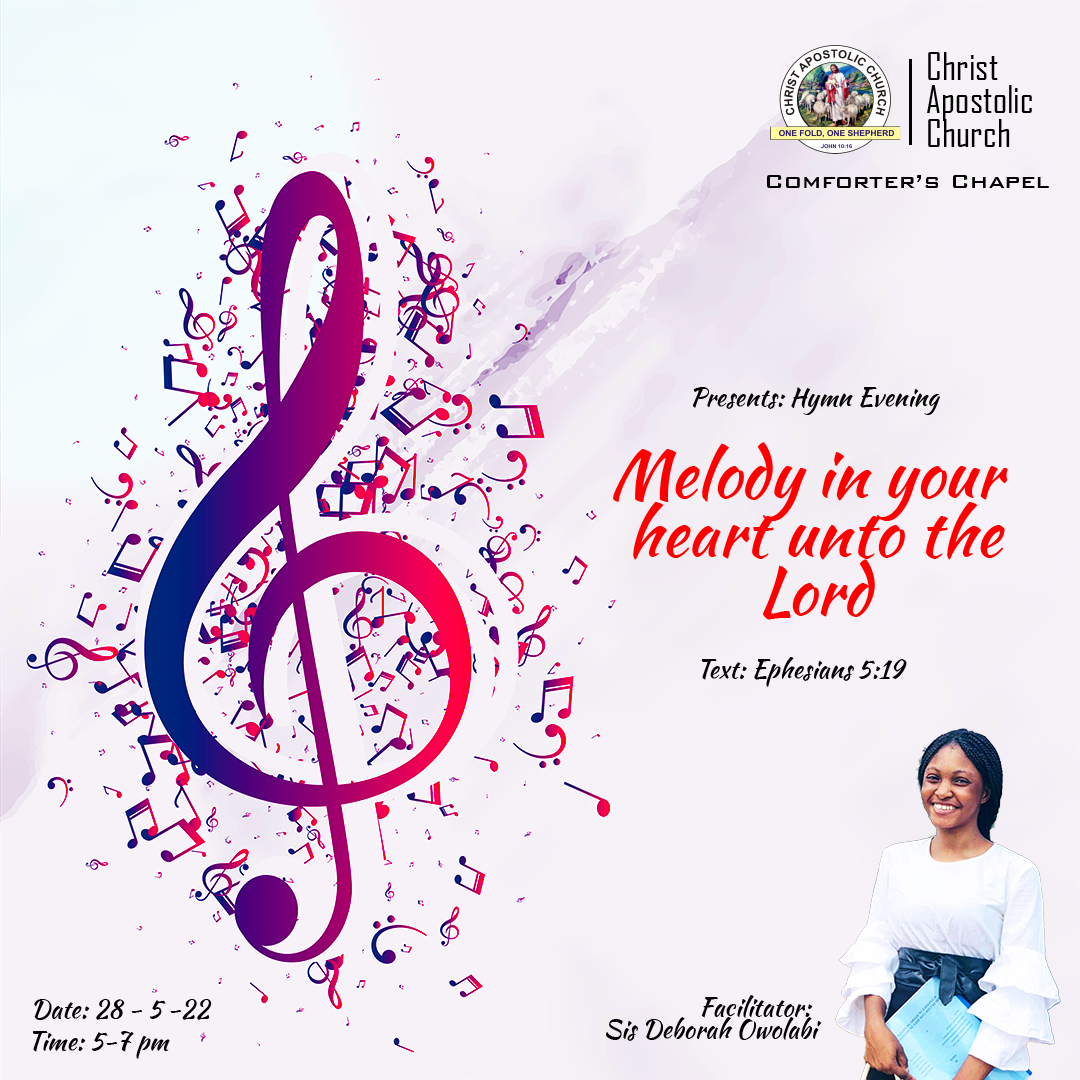 CHRIST APOSTOLIC CHURCH
ONE FOLD, ONE SHEPHERD
JOHN 10:16
Christ
Apostolic
Church
COMFORTER'S CHAPEL
Presents: Hymn Evening
Melody in your
heart unto the
Lord
Text: Ephesians 5:19
Date: 28 - 5 -22
Time: 5-7 pm
Facilitator:
Sis Deborah Owolabi